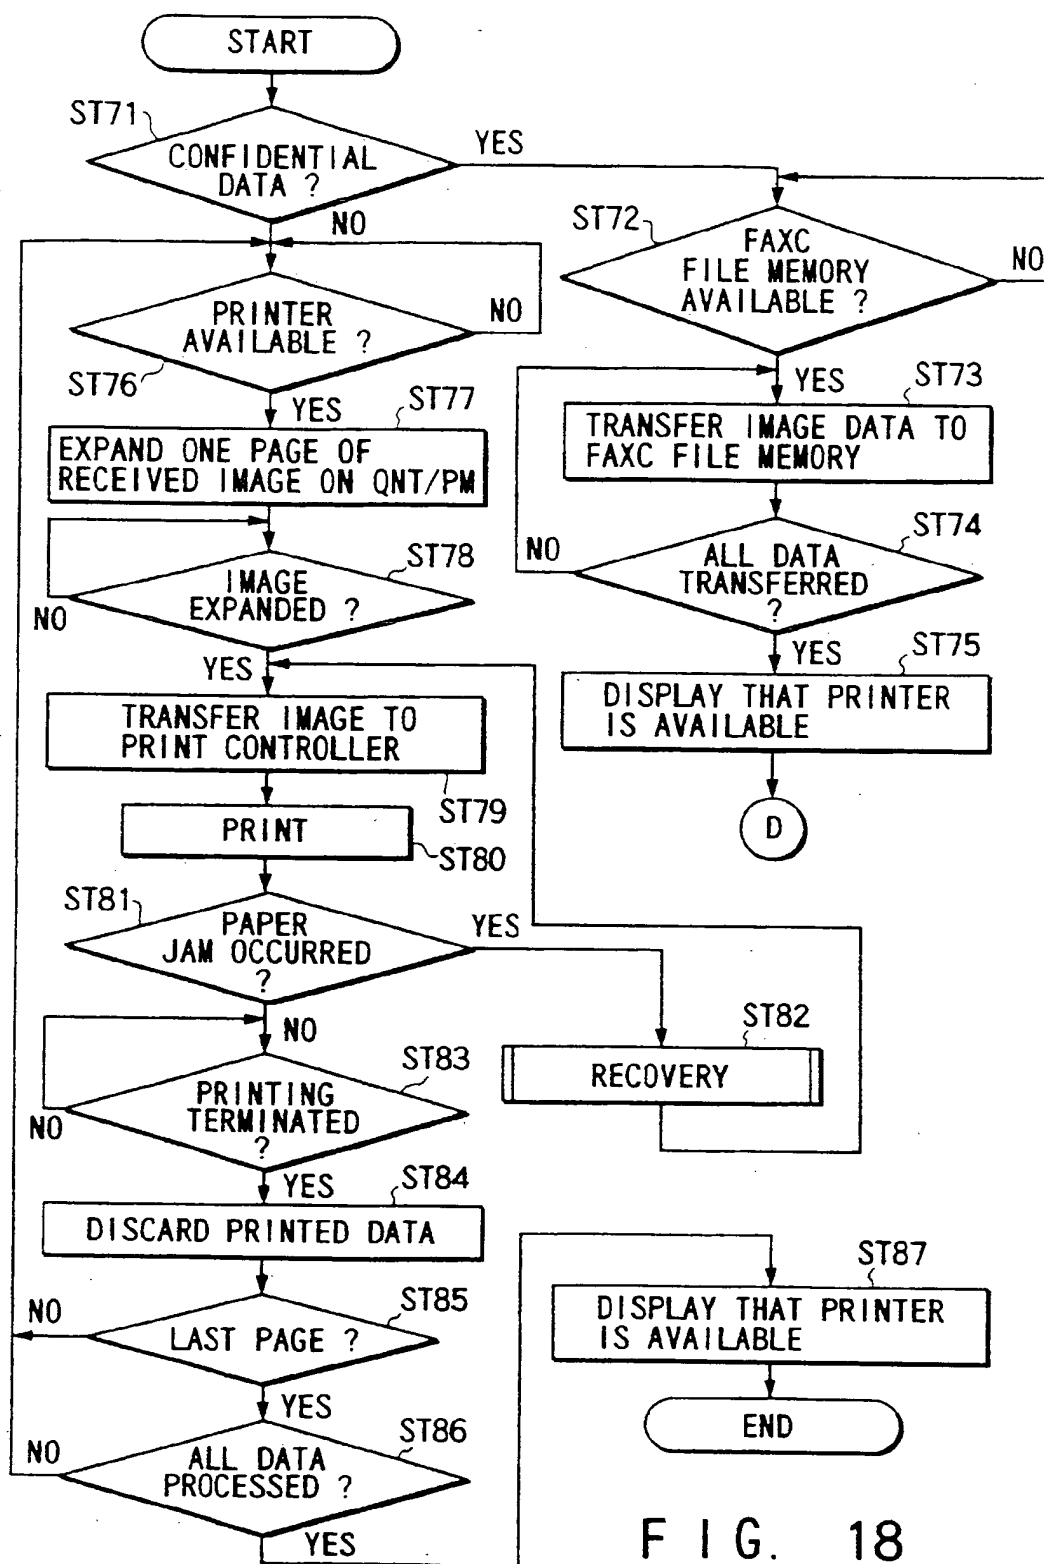 START
ST71
CONFIDENTIAL
DATA ?
YES
NO
ST72
FAXC
FILE MEMORY
AVAILABLE ?
NO
YES
PRINTER
AVAILABLE ?
NO
ST76
YES
ST77
EXPAND ONE PAGE OF
RECEIVED IMAGE ON QNT/PM
ST73
TRANSFER IMAGE DATA TO
FAXC FILE MEMORY
ST78
IMAGE
EXPANDED ?
NO
YES
ST74
ALL DATA
TRANSFERRED
?
NO
YES
ST75
DISPLAY THAT PRINTER
IS AVAILABLE
D
TRANSFER IMAGE TO
PRINT CONTROLLER
ST79
PRINT
ST80
ST81
PAPER
JAM OCCURRED
?
YES
NO
ST82
RECOVERY
ST83
PRINTING
TERMINATED
?
NO
YES
ST84
DISCARD PRINTED DATA
ST85
LAST PAGE ?
NO
YES
ST86
ALL DATA
PROCESSED ?
NO
YES
ST87
DISPLAY THAT PRINTER
IS AVAILABLE
END
FIG. 18